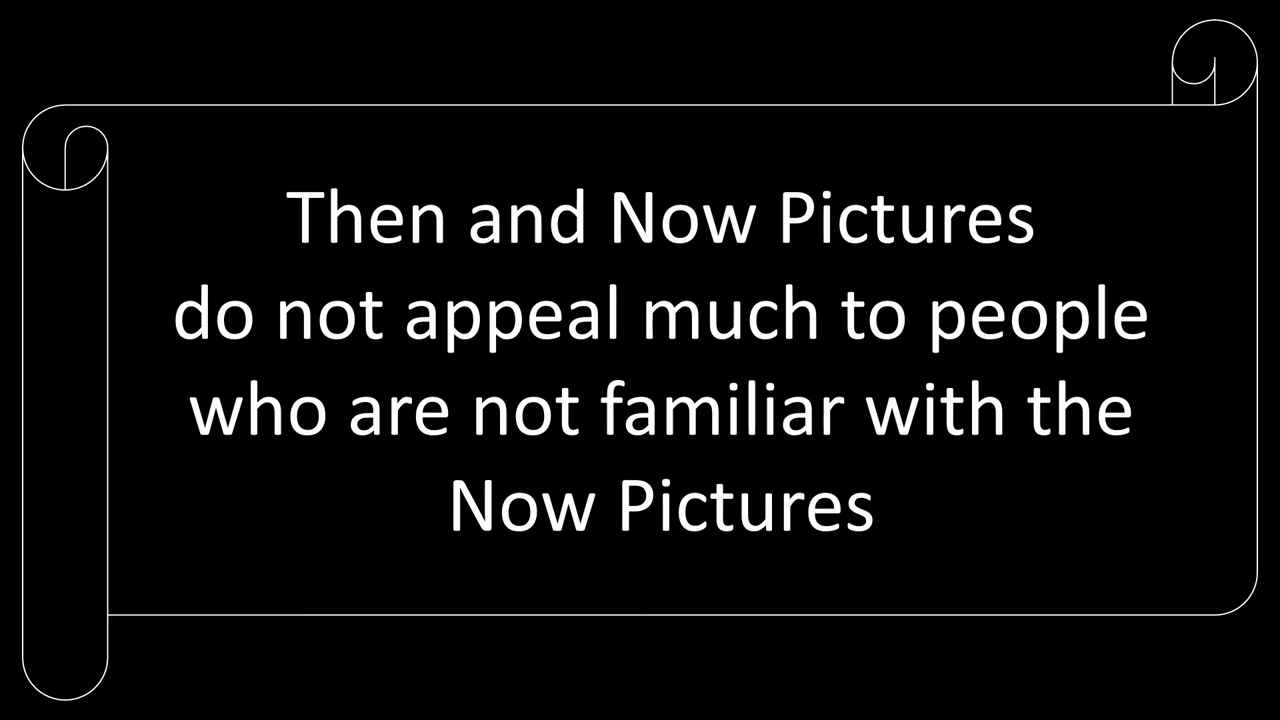 Then and Now Pictures
do not appeal much to people
who are not familiar with the
Now Pictures